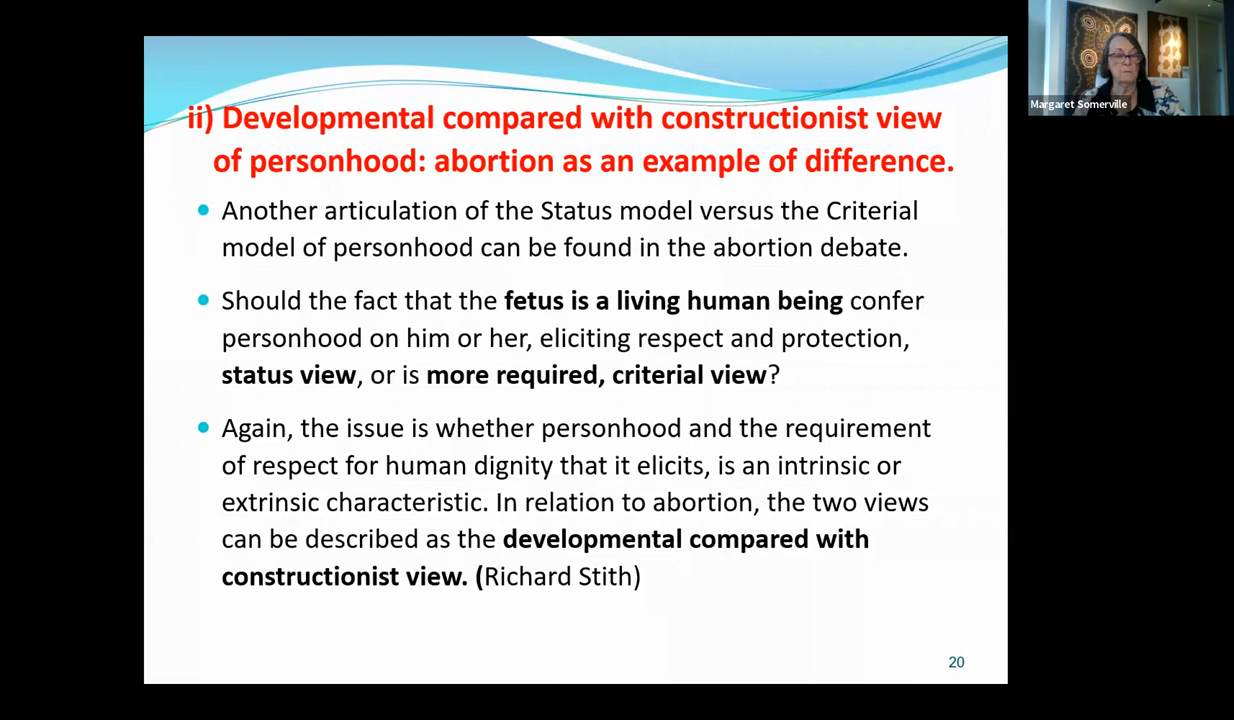 ii) Developmental compared with constructionist view
of personhood: abortion as an example of difference.
Another articulation of the Status model versus the Criterial
model of personhood can be found in the abortion debate.
Should the fact that the fetus is a living human being confer
personhood on him or her, eliciting respect and protection,
status view, or is more required, criterial view?
Again, the issue is whether personhood and the requirement
of respect for human dignity that it elicits, is an intrinsic or
extrinsic characteristic. In relation to abortion, the two views
can be described as the developmental compared with
constructionist view. (Richard Stith)
20
Margaret Somerville